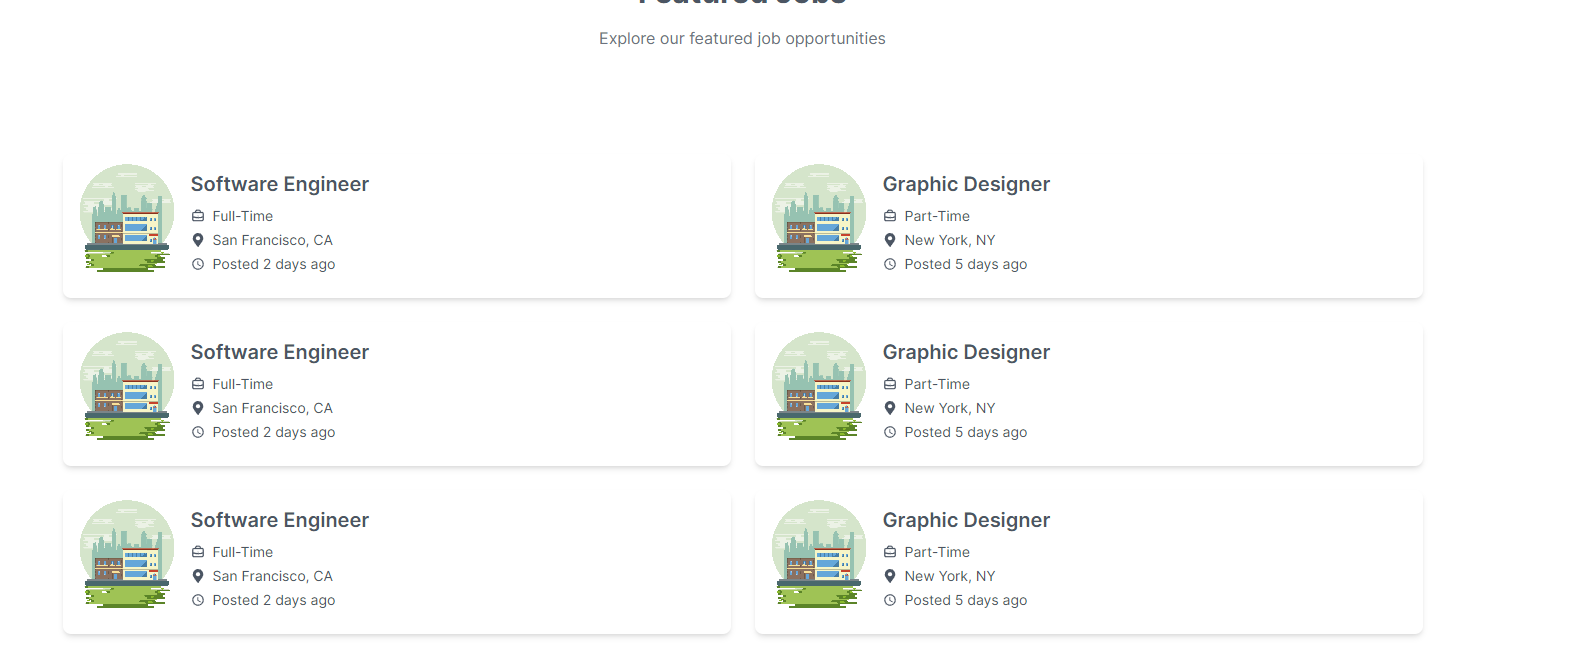 Featured Jobs
Explore our featured job opportunities
Software Engineer
Full-Time
San Francisco, CA
Posted 2 days ago
Graphic Designer
Part-Time
New York, NY
Posted 5 days ago
Software Engineer
Full-Time
San Francisco, CA
Posted 2 days ago
Graphic Designer
Part-Time
New York, NY
Posted 5 days ago
Software Engineer
Full-Time
San Francisco, CA
Posted 2 days ago
Graphic Designer
Part-Time
New York, NY
Posted 5 days ago